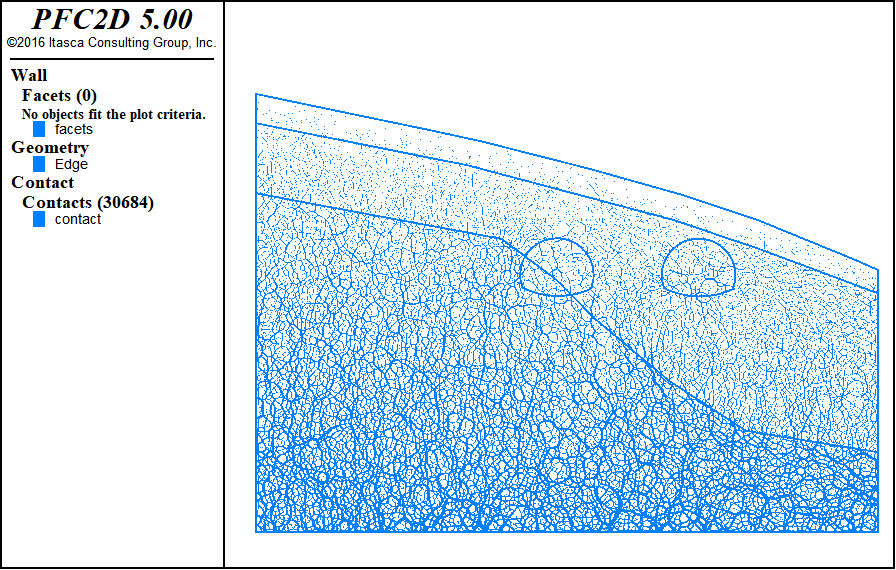 PFC2D 5.00
©2016 Itasca Consulting Group, Inc.
Wall
Facets (0)
No objects fit the plot criteria.
facets
Geometry
Edge
Contact
Contacts (30684)
contact